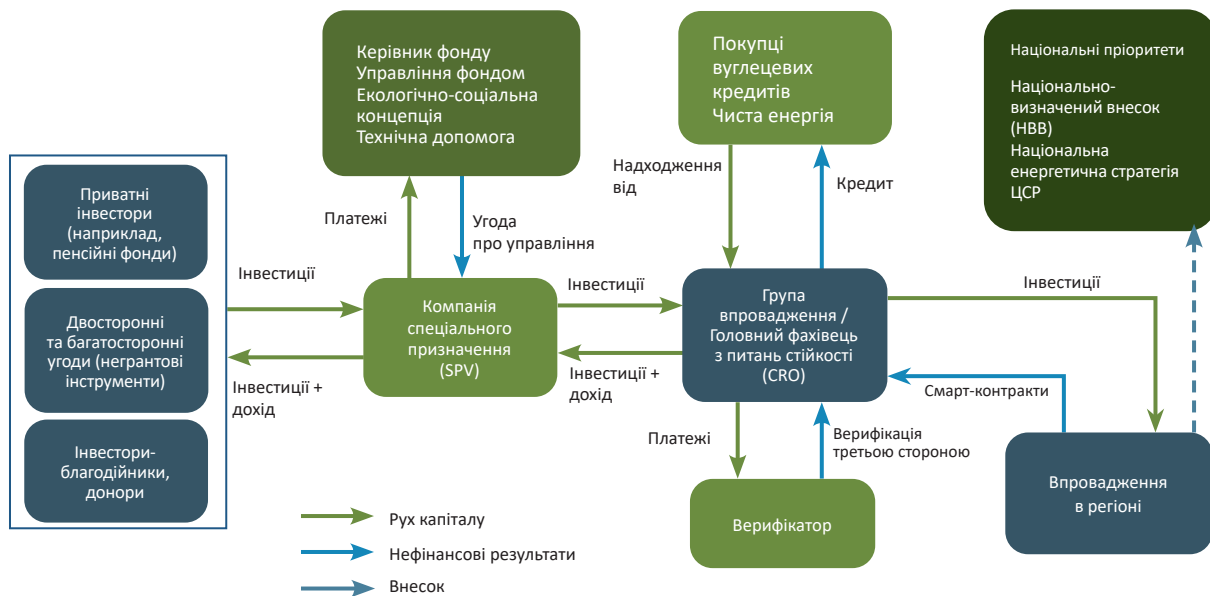 Керівник фонду
Управління фондом
Екологічно-соціальна
концепція
Технічна допомога
Покупці
вуглецевих
кредитів
Чиста енергія
Національні пріоритети
Національно-
визначений внесок
(НВВ)
Національна
енергетична стратегія
ЦСР
Приватні
інвестори
(наприклад,
пенсійні фонди)
Двосторонні
та багатосторонні
угоди (негрантові
інструменти)
Інвестори-
благодійники,
донори
Платежі
Угода
про управління
Надходження
від
Кредит
Інвестиції
Інвестиції +
дохід
Компанія
спеціального
призначення
(SPV)
Інвестиції
Інвестиції +
дохід
Група
впровадження /
Головний фахівець
з питань стійкості
(CRO)
Інвестиції
Смарт-контракти
Платежі
Верифікація
третьою стороною
Верифікатор
Впровадження
в регіоні
Рух капіталу
Нефінансові результати
Внесок